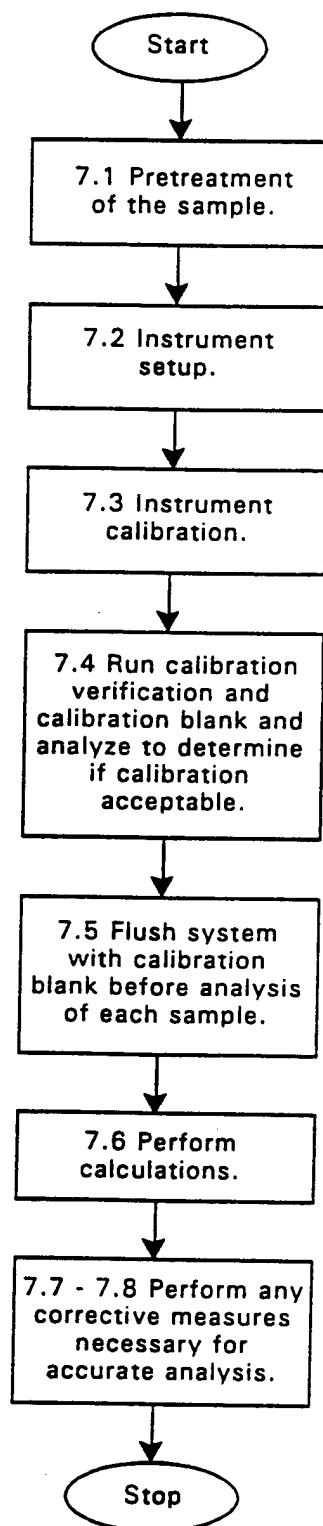 Start
7.1 Pretreatment
of the sample.
7.2 Instrument
setup.
7.3 Instrument
calibration.
7.4 Run calibration
verification and
calibration blank and
analyze to determine
if calibration
acceptable.
7.5 Flush system
with calibration
blank before analysis
of each sample.
7.6 Perform
calculations.
7.7 - 7.8 Perform any
corrective measures
necessary for
accurate analysis.
Stop